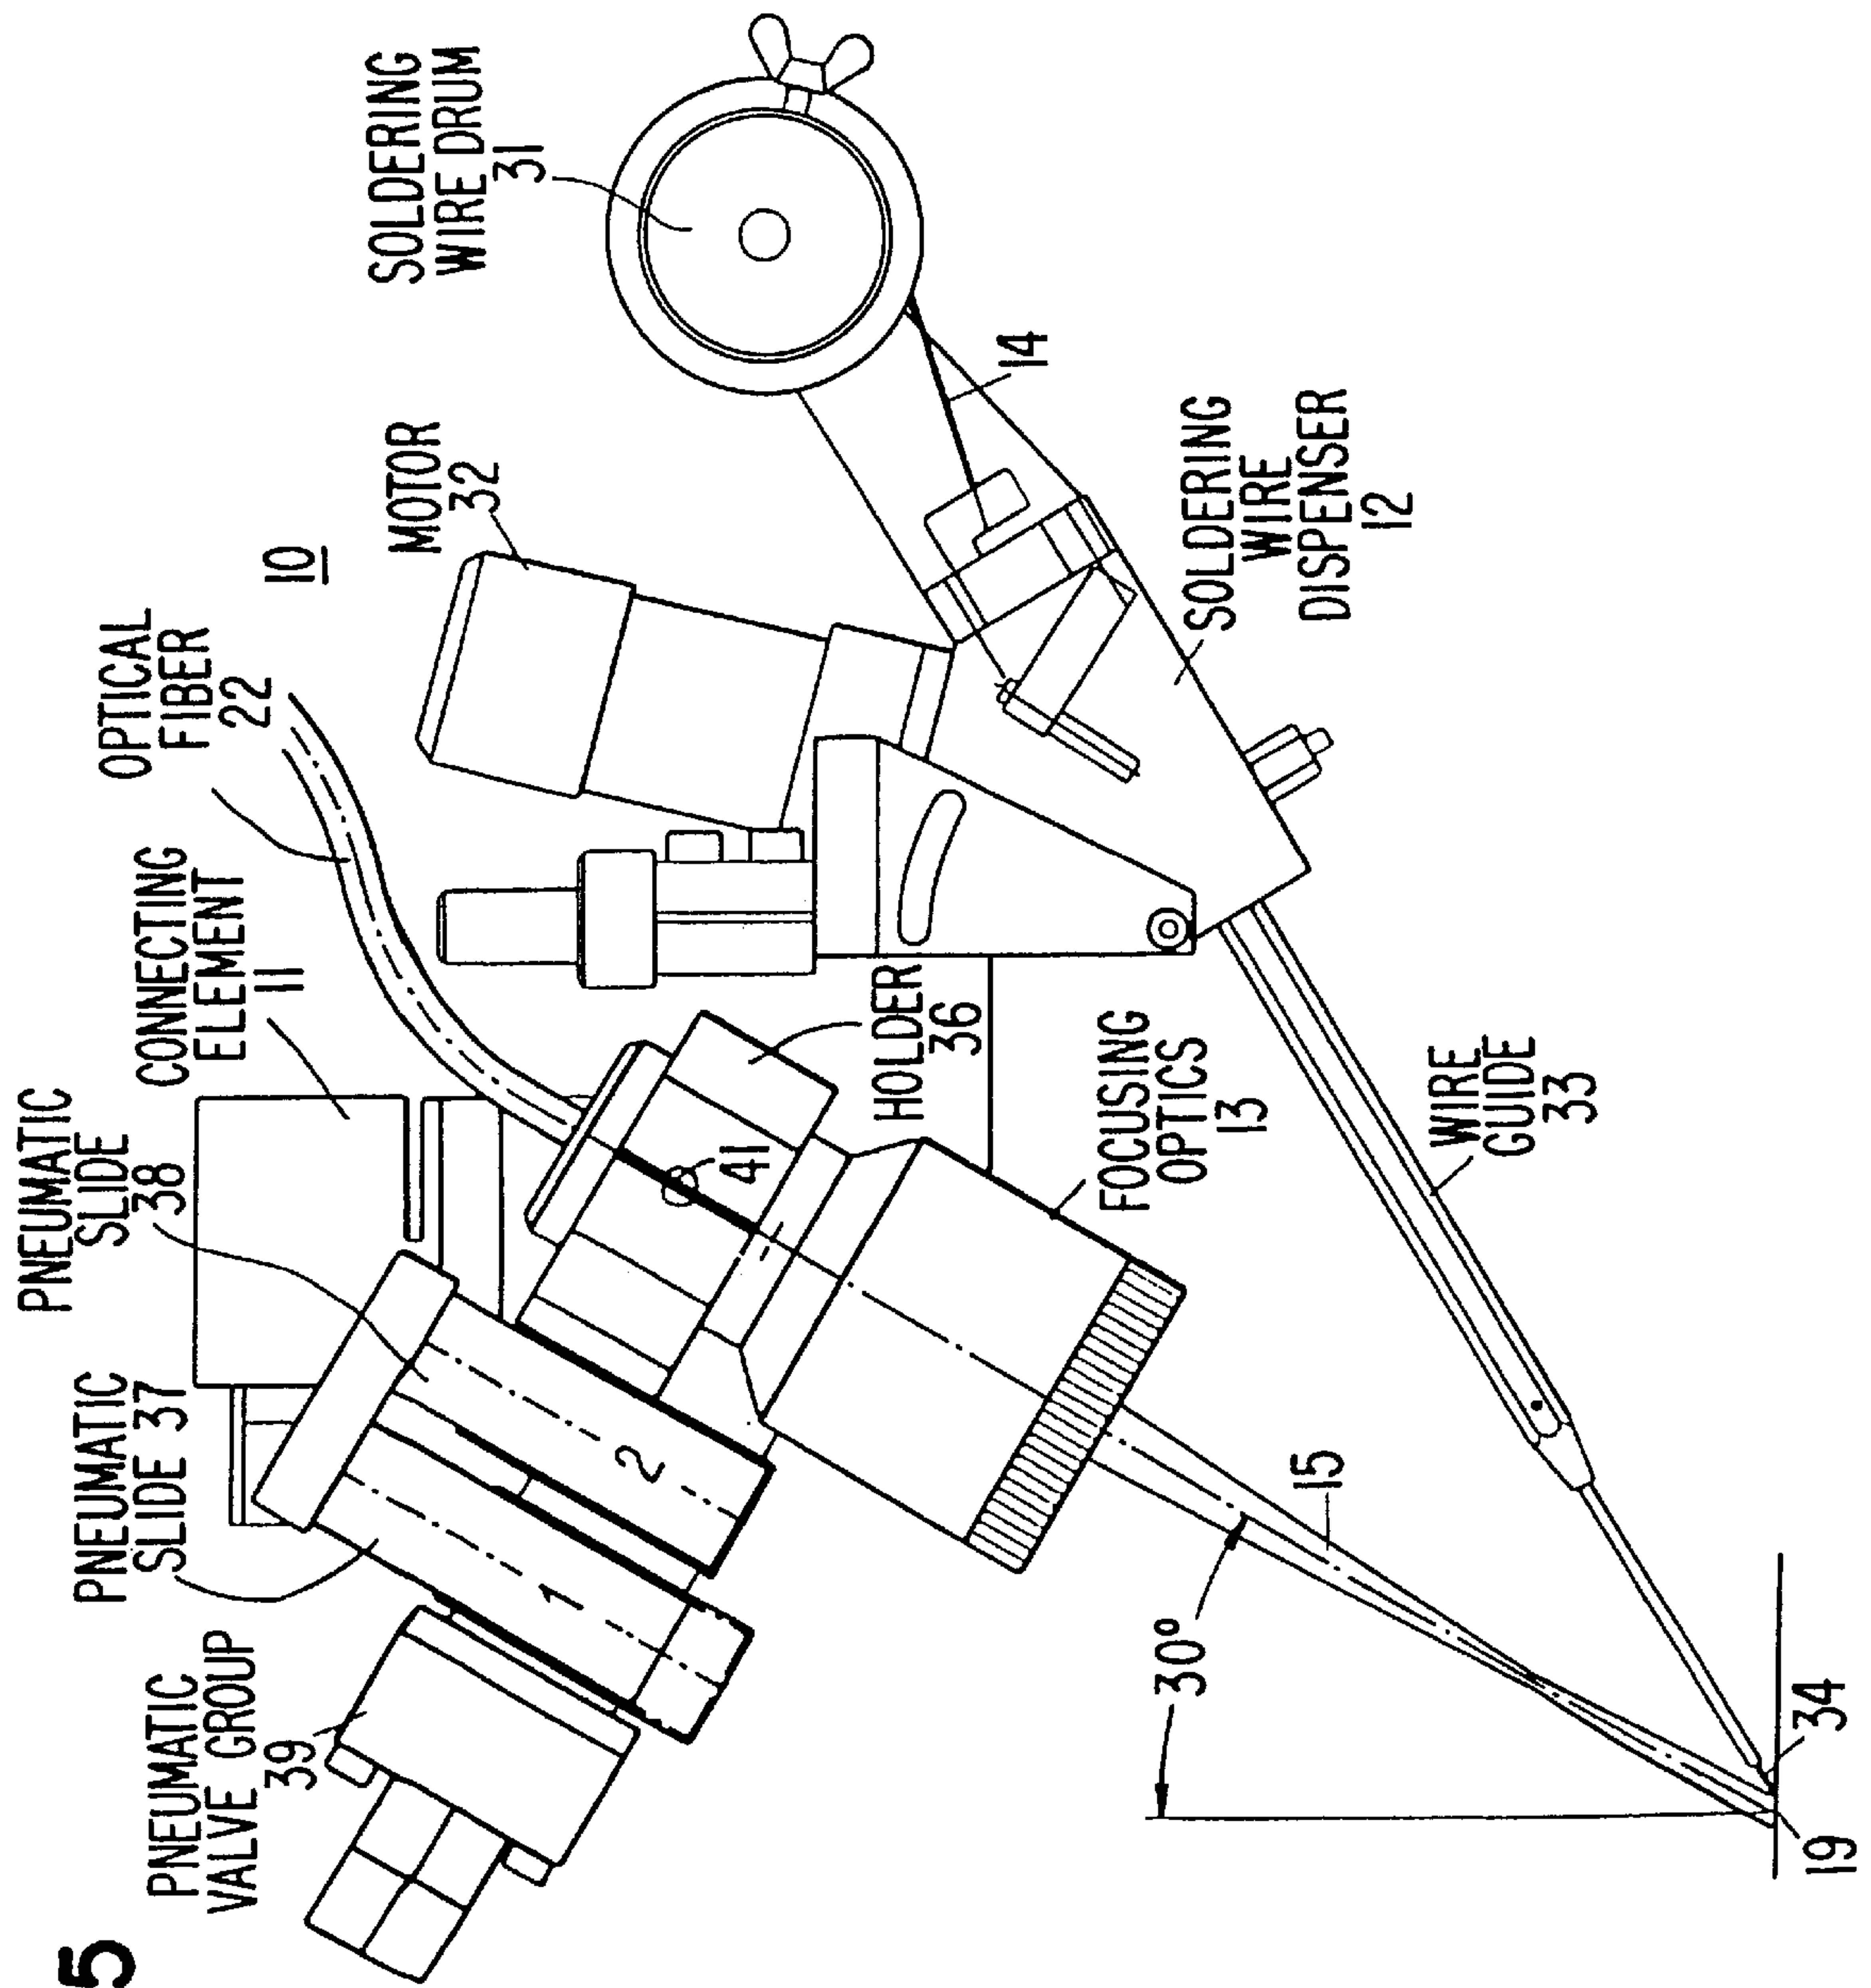 5
PNEUMATIC
VALVE GROUP
39
PNEUMATIC
SLIDE 37
PNEUMATIC
SLIDE
38
CONNECTING
ELEMENT
11
OPTICAL
FIBER
22
10
MOTOR
32
SOLDERING
WIRE DRUM
31
14
SOLDERING
WIRE
DISPENSER
12
HOLDER
36
41
FOCUSING
OPTICS
13
WIRE
GUIDE
33
1
2
15
30°
34
19